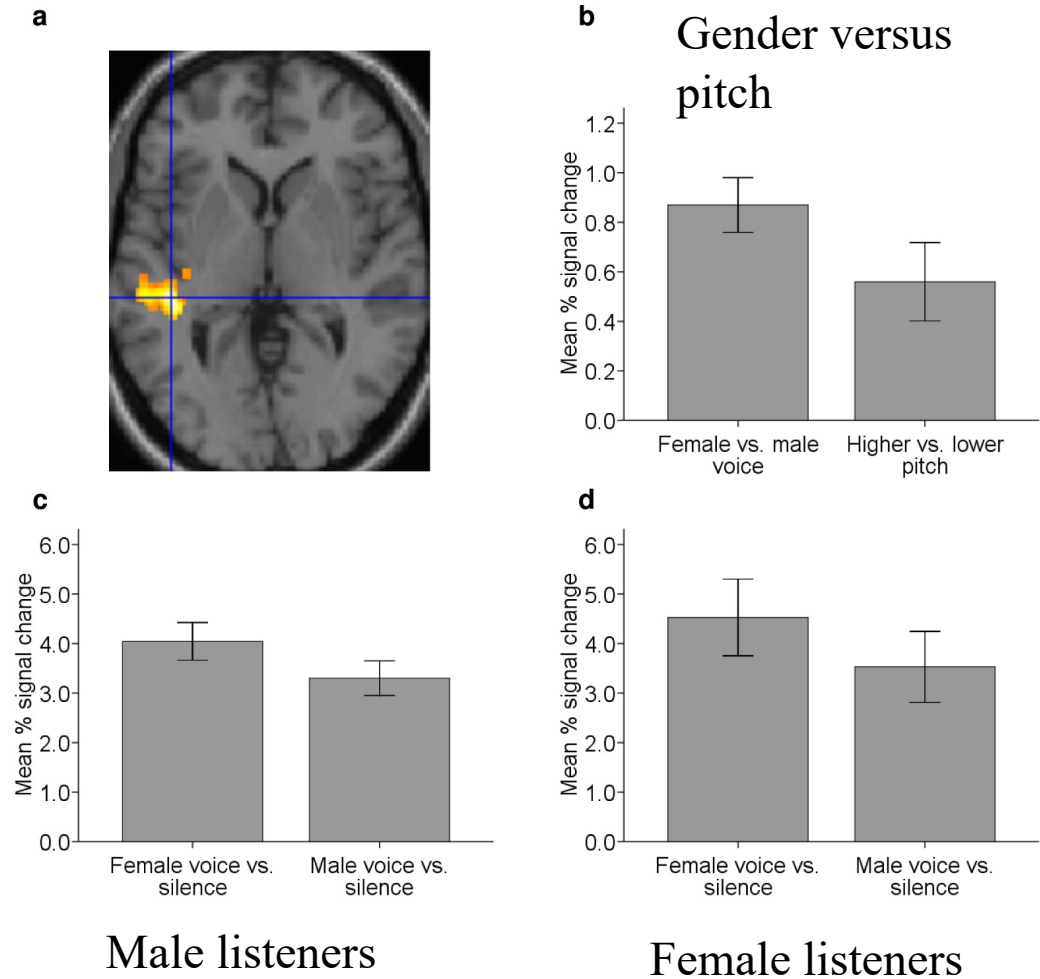 a
b
Gender versus
pitch
Mean % signal change
1.2
1.0
0.8
0.6
0.4
0.2
0.0
Female vs. male
voice
Higher vs. lower
pitch
c
Mean % signal change
6.0
5.0
4.0
3.0
2.0
1.0
0.0
Female voice vs.
silence
Male voice vs.
silence
Male listeners
d
Mean % signal change
6.0
5.0
4.0
3.0
2.0
1.0
0.0
Female voice vs.
silence
Male voice vs.
silence
Female listeners